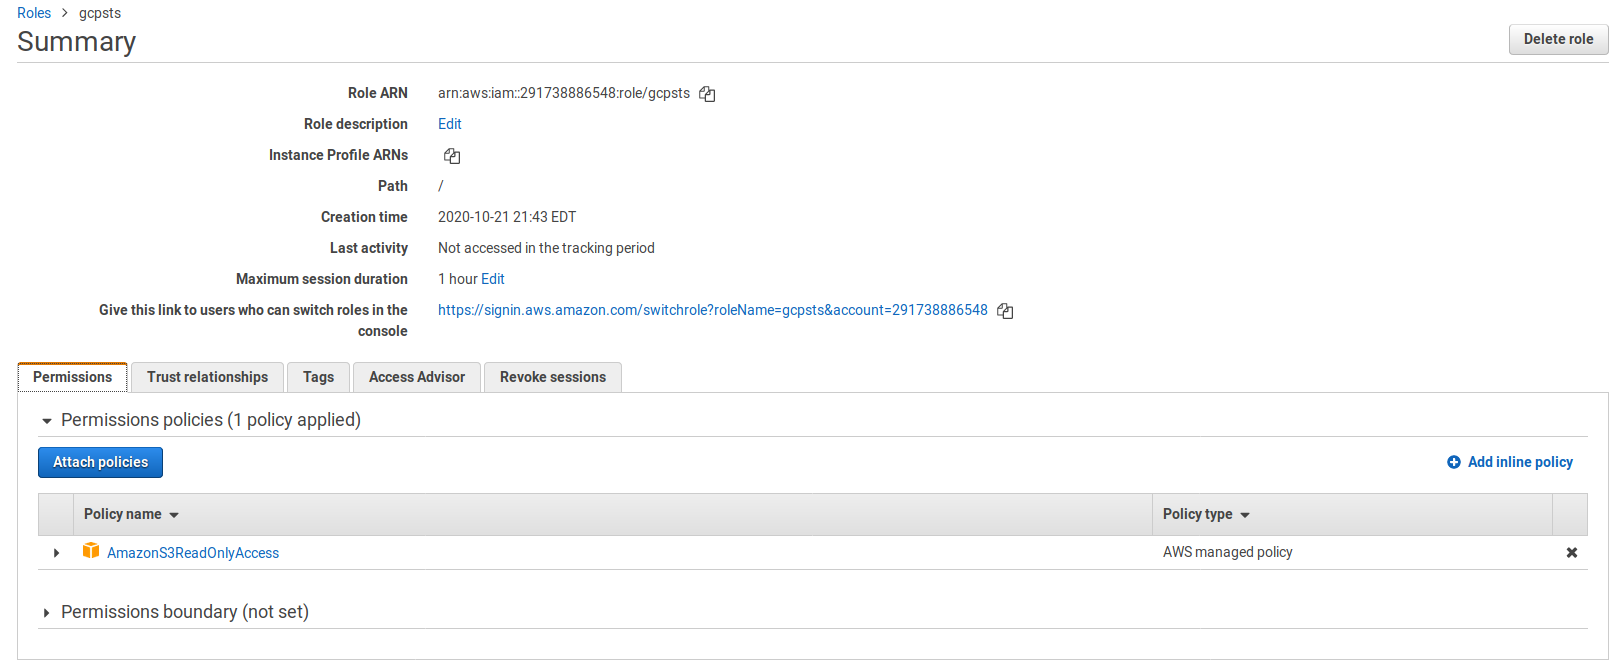 Roles > gcpsts
Summary
Delete role
Role ARN arn:aws:iam::291738886548:role/gcpsts
Role description Edit
Instance Profile ARNs
Path /
Creation time 2020-10-21 21:43 EDT
Last activity Not accessed in the tracking period
Maximum session duration 1 hour Edit
Give this link to users who can switch roles in the https://signin.aws.amazon.com/switchrole?roleName=gcpsts&account=291738886548
console
Permissions Trust relationships Tags Access Advisor Revoke sessions
Permissions policies (1 policy applied)
Attach policies Add inline policy
Policy name Policy type
AmazonS3ReadOnlyAccess AWS managed policy
Permissions boundary (not set)